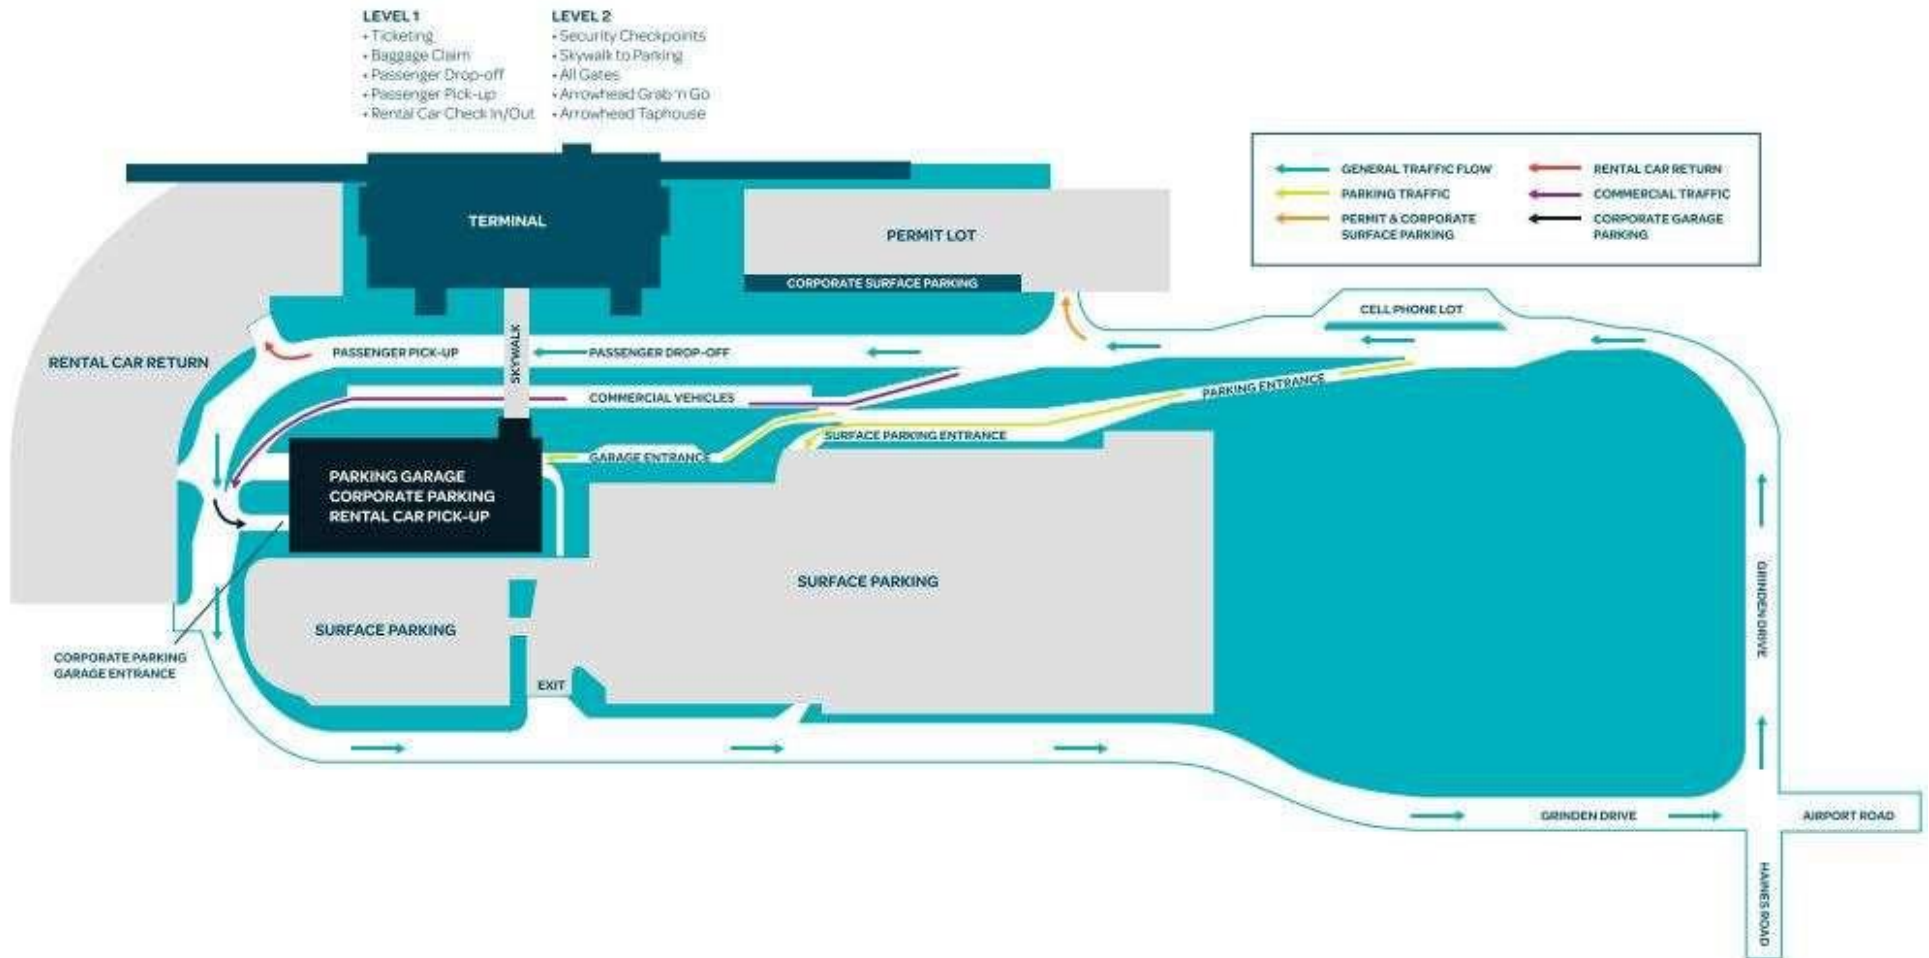 LEVEL 1
• Ticketing
• Baggage Claim
• Passenger Drop-off
• Passenger Pick-up
• Rental Car Check In/Out
LEVEL 2
• Security Checkpoints
• Skywalk to Parking
• All Gates
• Arrowhead Grab 'n Go
• Arrowhead Taphouse
GENERAL TRAFFIC FLOW
PARKING TRAFFIC
PERMIT & CORPORATE
SURFACE PARKING
RENTAL CAR RETURN
COMMERCIAL TRAFFIC
CORPORATE GARAGE
PARKING
TERMINAL
PERMIT LOT
CORPORATE SURFACE PARKING
CELL PHONE LOT
RENTAL CAR RETURN
PASSENGER PICK-UP
SKYWALK
PASSENGER DROP-OFF
PARKING ENTRANCE
COMMERCIAL VEHICLES
SURFACE PARKING ENTRANCE
GARAGE ENTRANCE
PARKING GARAGE
CORPORATE PARKING
RENTAL CAR PICK-UP
SURFACE PARKING
SURFACE PARKING
GRINDEN DRIVE
CORPORATE PARKING
GARAGE ENTRANCE
EXIT
GRINDEN DRIVE
AIRPORT ROAD
HAINES ROAD